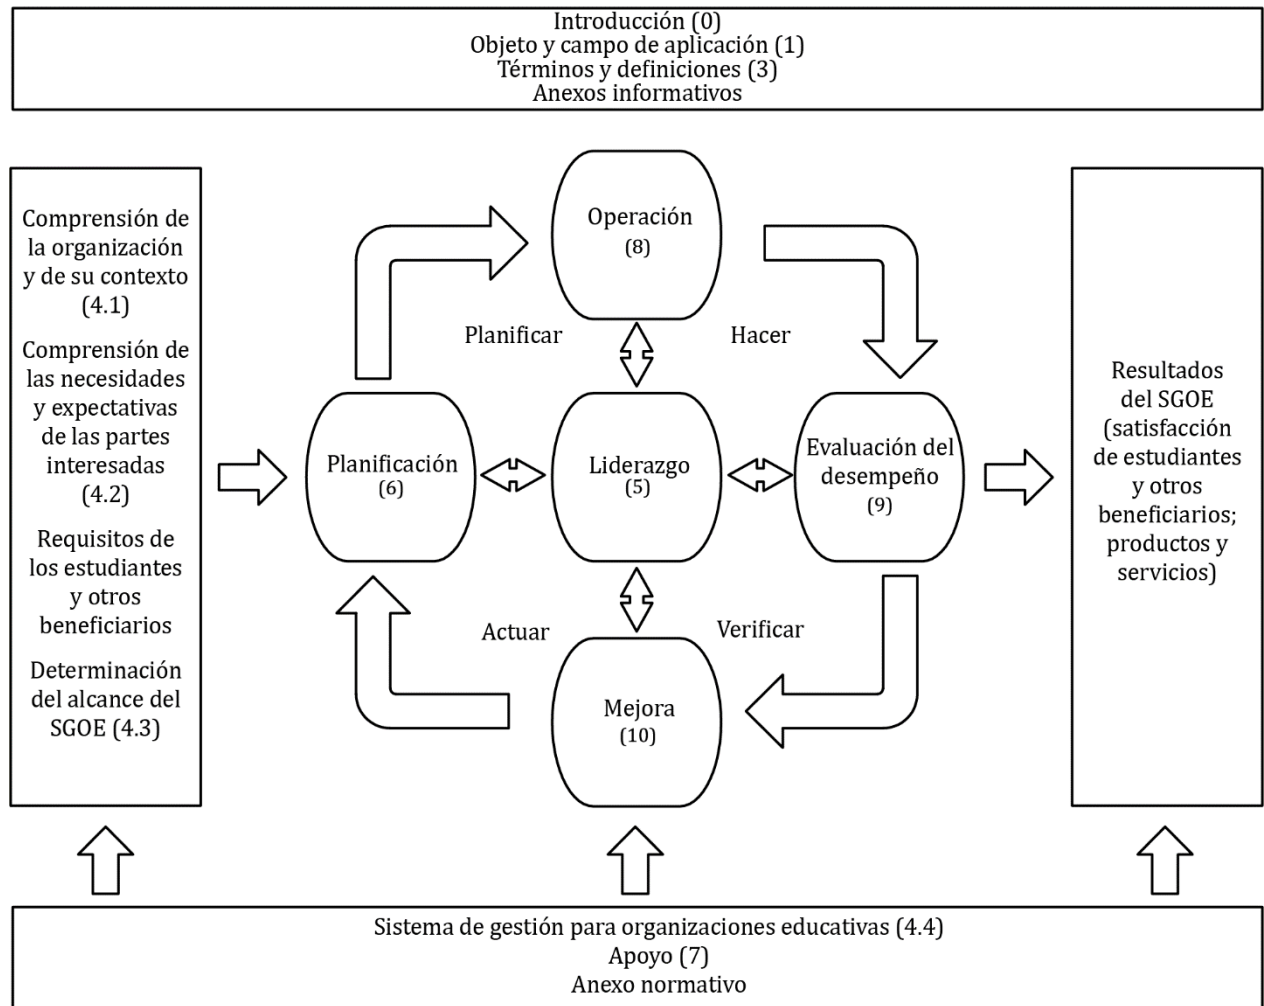 Introducción (0)
Objeto y campo de aplicación (1)
Términos y definiciones (3)
Anexos informativos
Comprensión de
la organización
y de su contexto
(4.1)
Comprensión de
las necesidades
y expectativas
de las partes
interesadas
(4.2)
Requisitos de
los estudiantes
y otros
beneficiarios
Determinación
del alcance del
SGOE (4.3)
Operación
(8)
Planificar
Hacer
Planificación
(6)
Liderazgo
(5)
Evaluación del
desempeño
(9)
Actuar
Verificar
Mejora
(10)
Resultados
del SGOE
(satisfacción
de estudiantes
y otros
beneficiarios;
productos y
servicios)
Sistema de gestión para organizaciones educativas (4.4)
Apoyo (7)
Anexo normativo